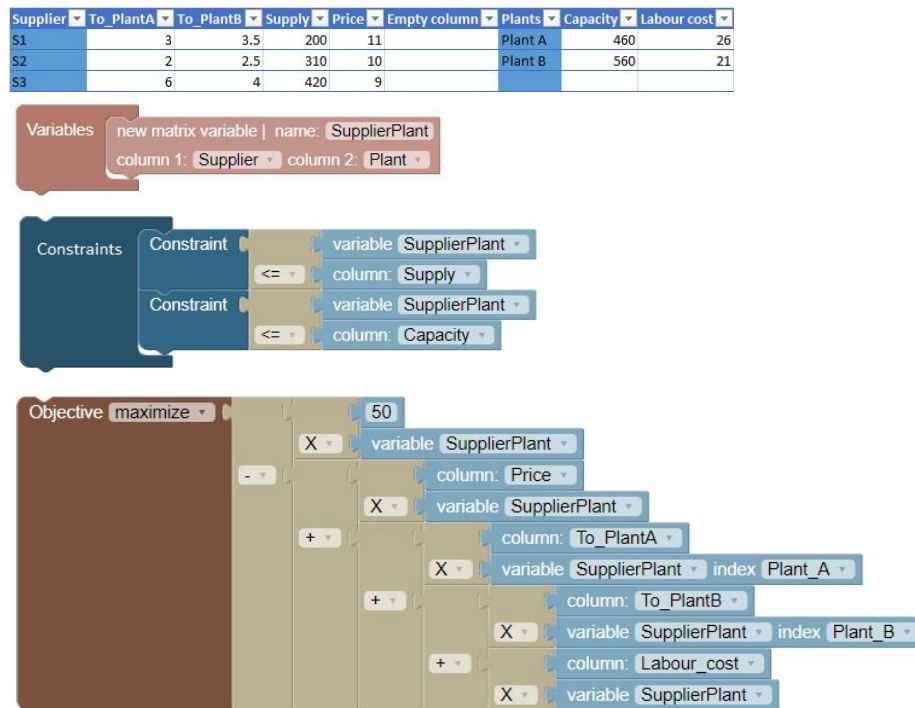 Supplier To_PlantA To_PlantB Supply Price Empty column Plants Capacity Labour cost
S1 3 3.5 200 11 Plant A 460 26
S2 2 2.5 310 10 Plant B 560 21
S3 6 4 420 9
Variables new matrix variable | name: SupplierPlant
column 1: Supplier column 2: Plant
Constraints Constraint variable SupplierPlant
<= column: Supply
Constraint variable SupplierPlant
<= column: Capacity
Objective maximize 50
X variable SupplierPlant
- column: Price
X variable SupplierPlant
+ column: To_PlantA
X variable SupplierPlant index Plant_A
+ column: To_PlantB
X variable SupplierPlant index Plant_B
+ column: Labour_cost
X variable SupplierPlant